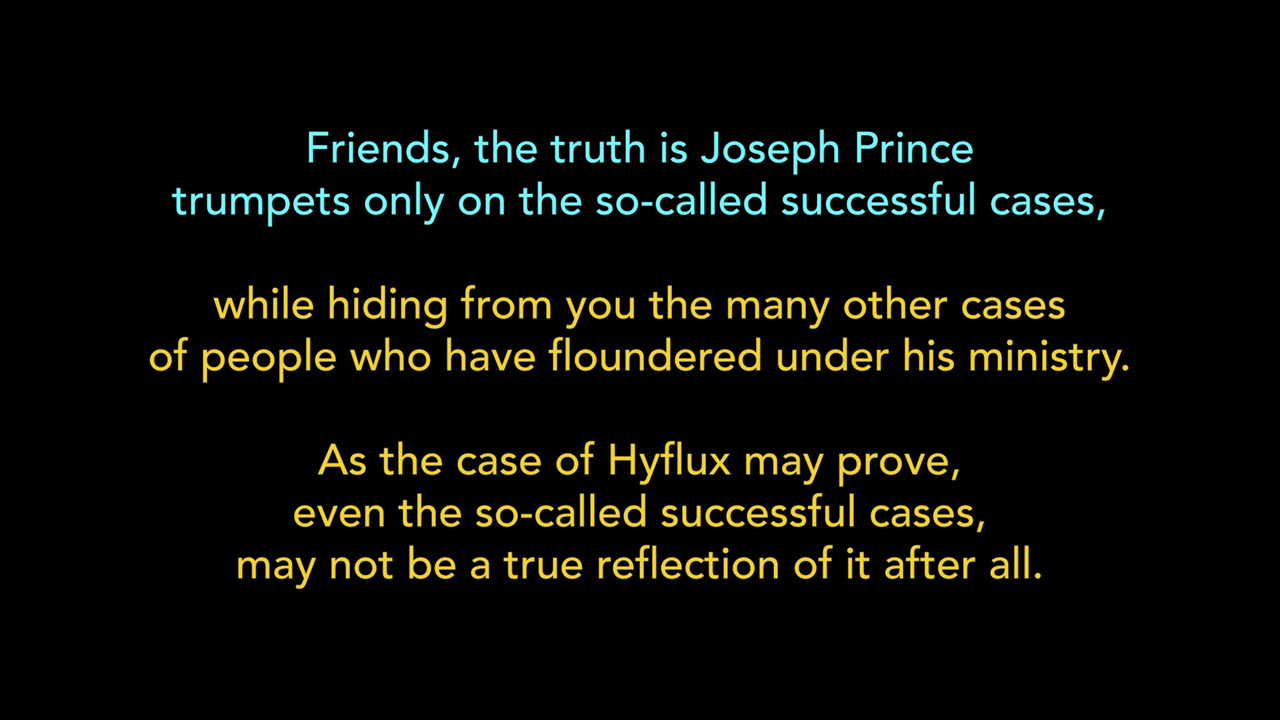 Friends, the truth is Joseph Prince
trumpets only on the so-called successful cases,
while hiding from you the many other cases
of people who have floundered under his ministry.
As the case of Hyflux may prove,
even the so-called successful cases,
may not be a true reflection of it after all.